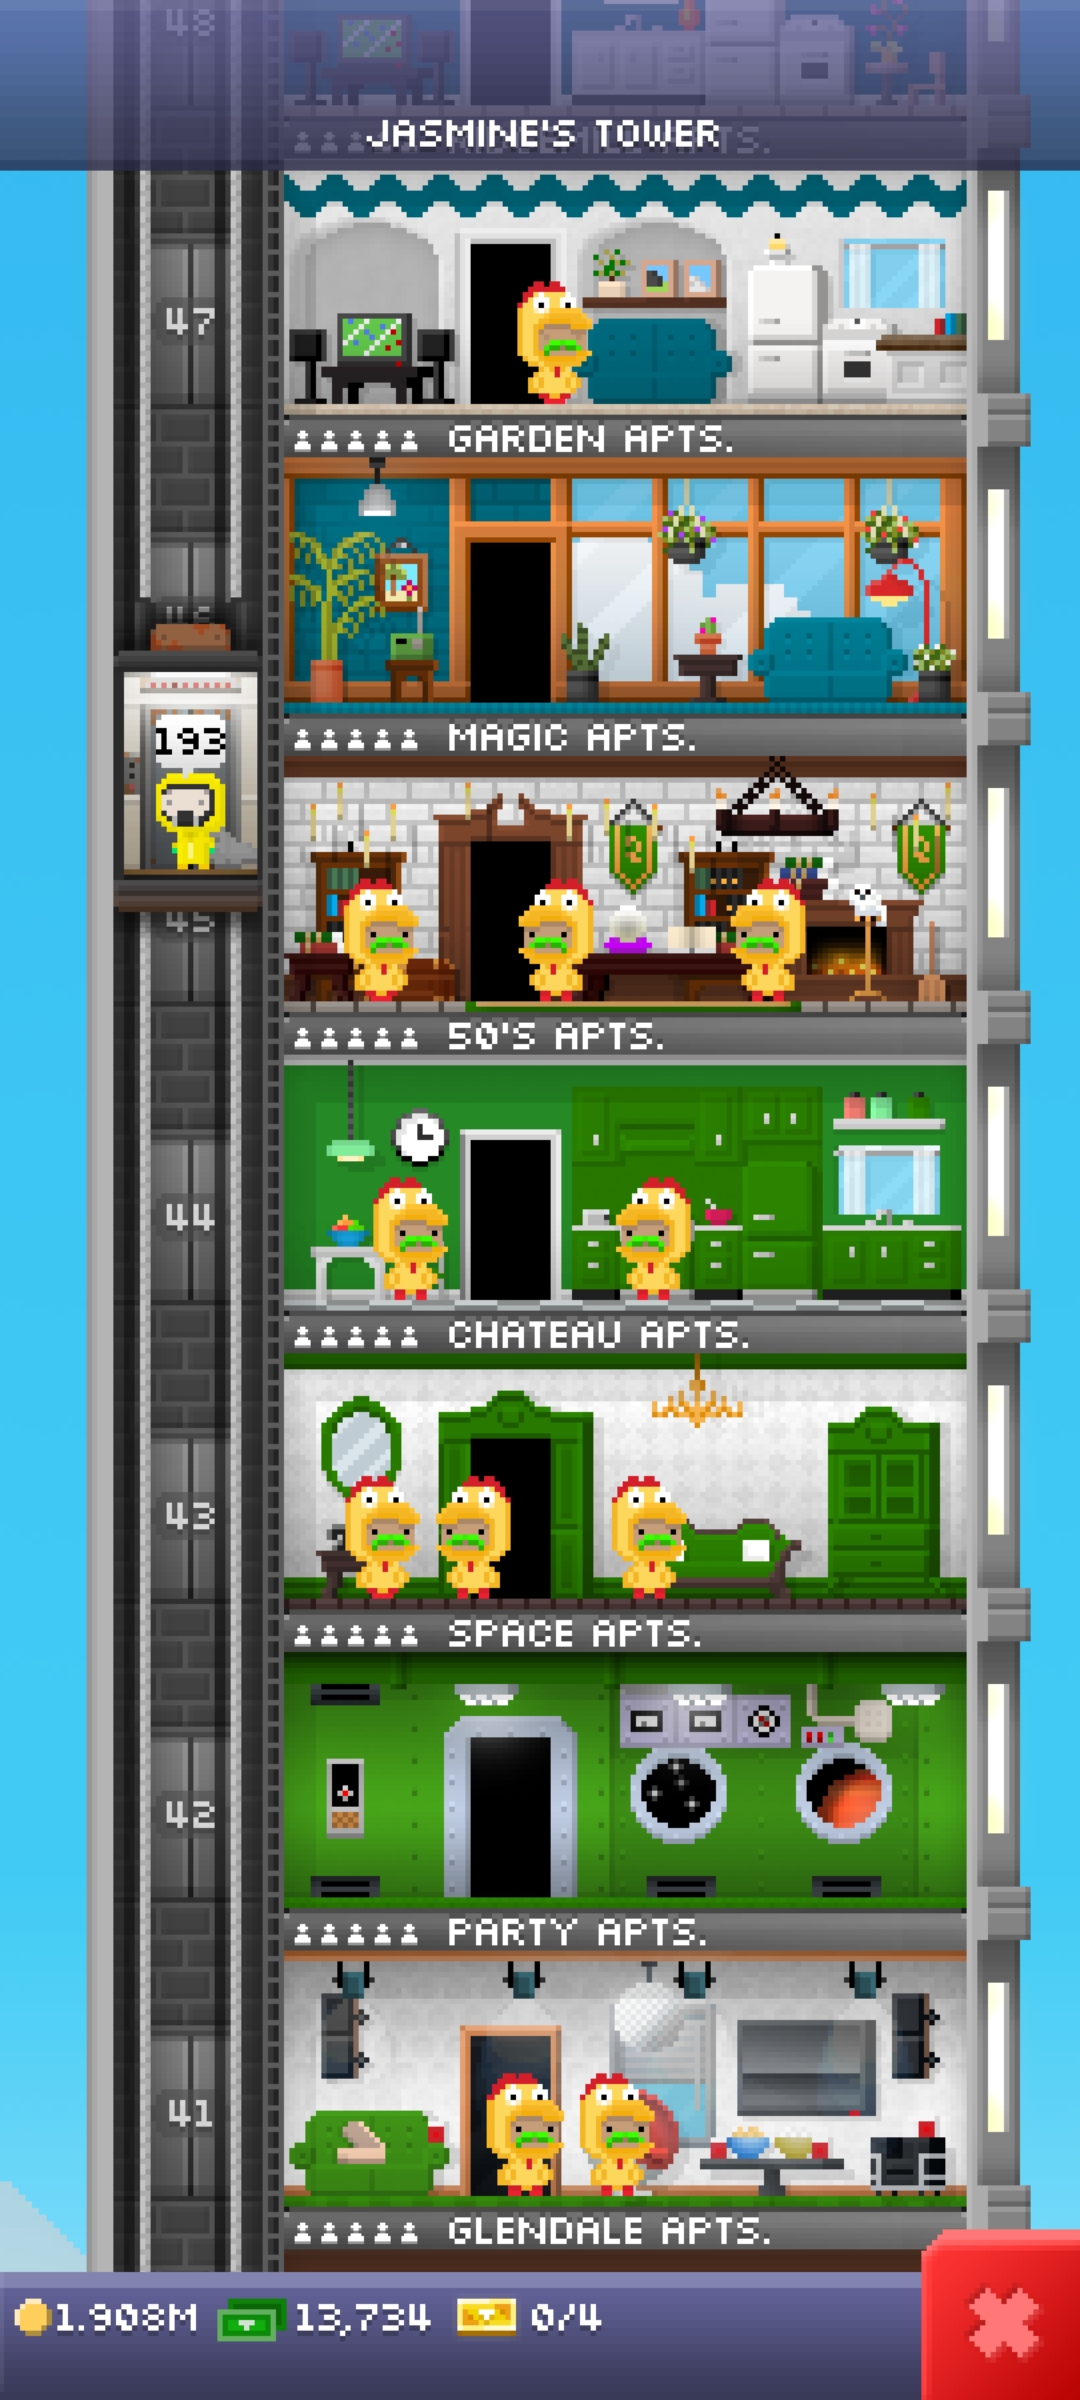 48
JASMINE'S TOWER
47
GARDEN APTS.
193
MAGIC APTS.
45
50'S APTS.
44
CHATEAU APTS.
43
SPACE APTS.
42
PARTY APTS.
41
GLENDALE APTS.
1.908M 13,734 0/4